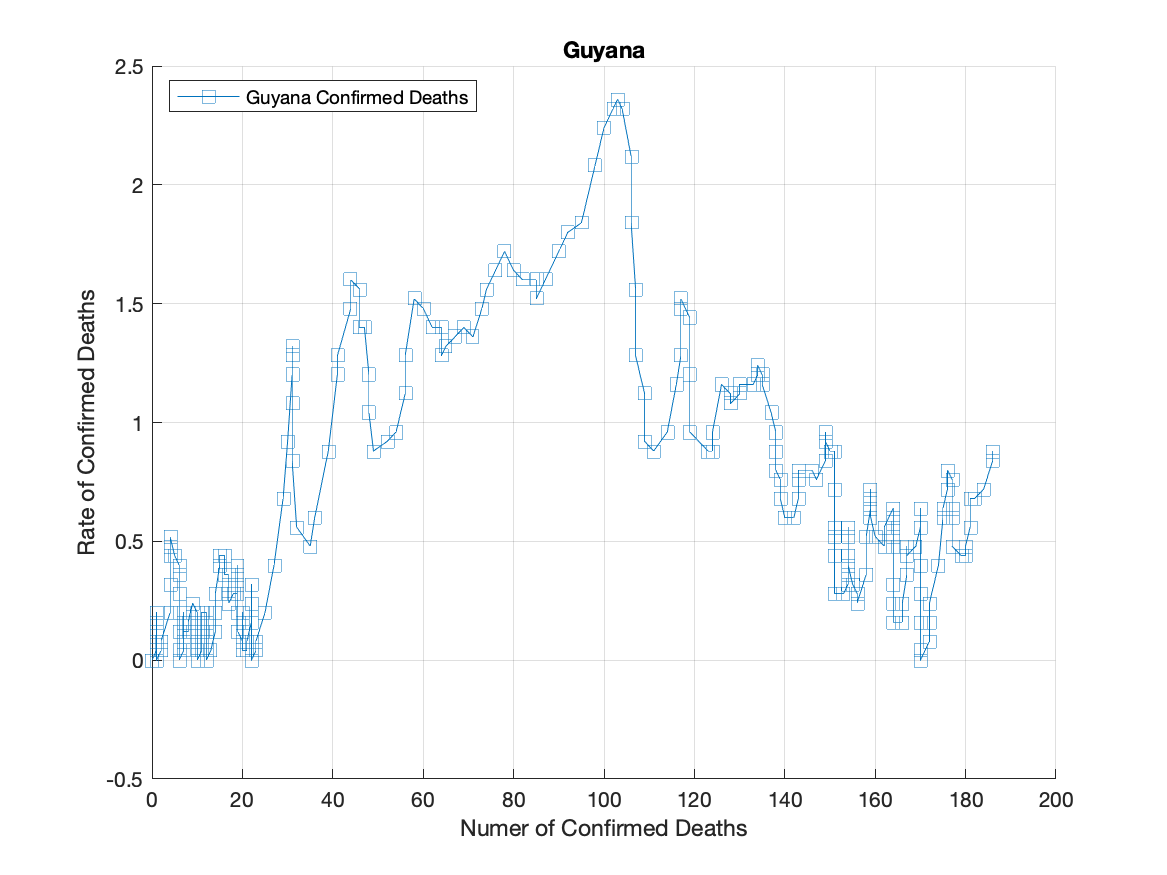 Guyana
Guyana Confirmed Deaths
2.5
2
1.5
1
0.5
0
-0.5
Rate of Confirmed Deaths
0 20 40 60 80 100 120 140 160 180 200
Numer of Confirmed Deaths